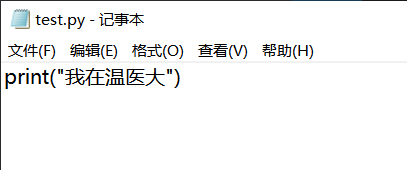 test.py - 记事本
文件(F) 编辑(E) 格式(O) 查看(V) 帮助(H)
print("我在温医大")